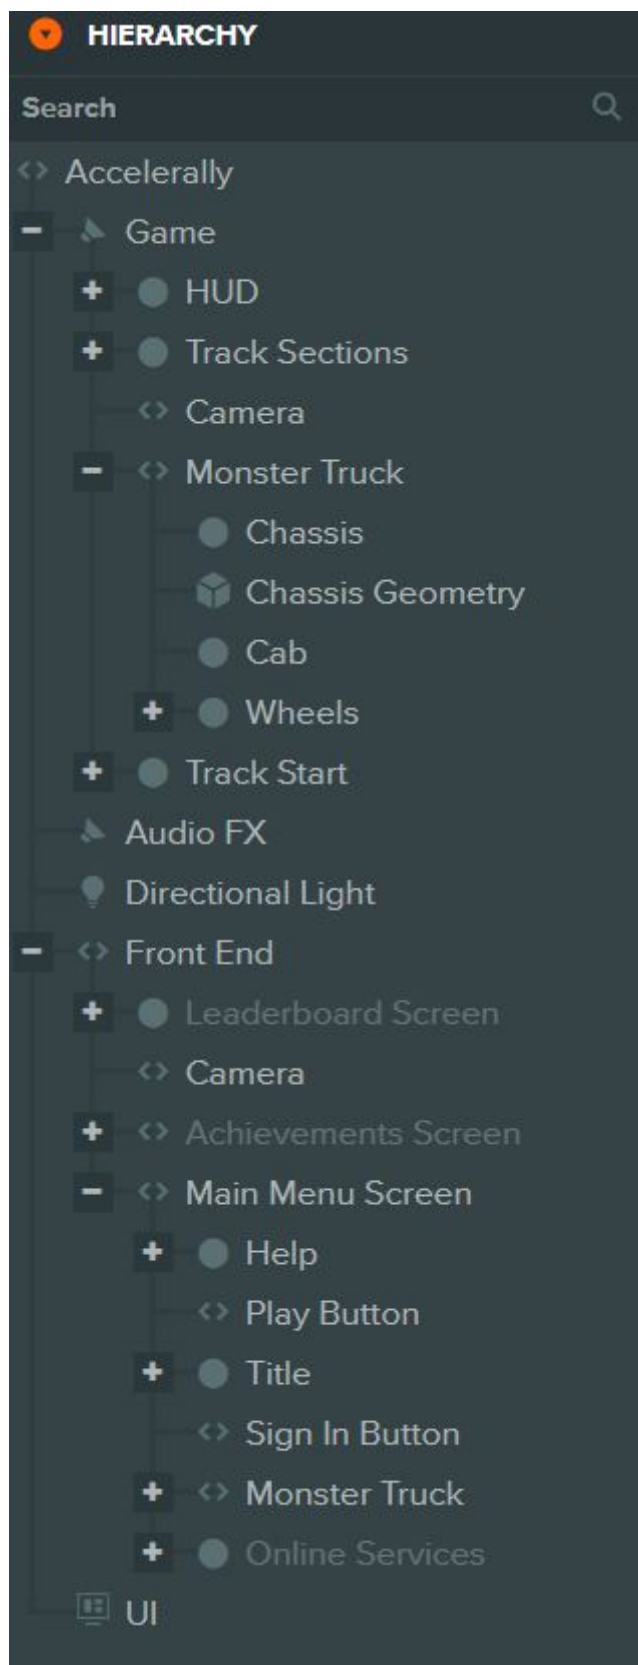 HIERARCHY
Search
Accelerally
Game
HUD
Track Sections
Camera
Monster Truck
Chassis
Chassis Geometry
Cab
Wheels
Track Start
Audio FX
Directional Light
Front End
Leaderboard Screen
Camera
Achievements Screen
Main Menu Screen
Help
Play Button
Title
Sign In Button
Monster Truck
Online Services
UI